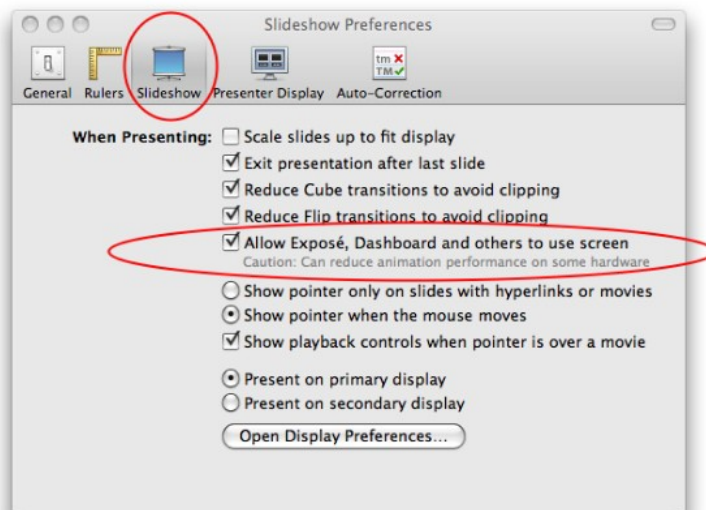 Slideshow Preferences
tm
TM
General Rulers Slideshow Presenter Display Auto-Correction
When Presenting: Scale slides up to fit display
Exit presentation after last slide
Reduce Cube transitions to avoid clipping
Reduce Flip transitions to avoid clipping
Allow Exposé, Dashboard and others to use screen
Caution: Can reduce animation performance on some hardware
Show pointer only on slides with hyperlinks or movies
Show pointer when the mouse moves
Show playback controls when pointer is over a movie
Present on primary display
Present on secondary display
Open Display Preferences...